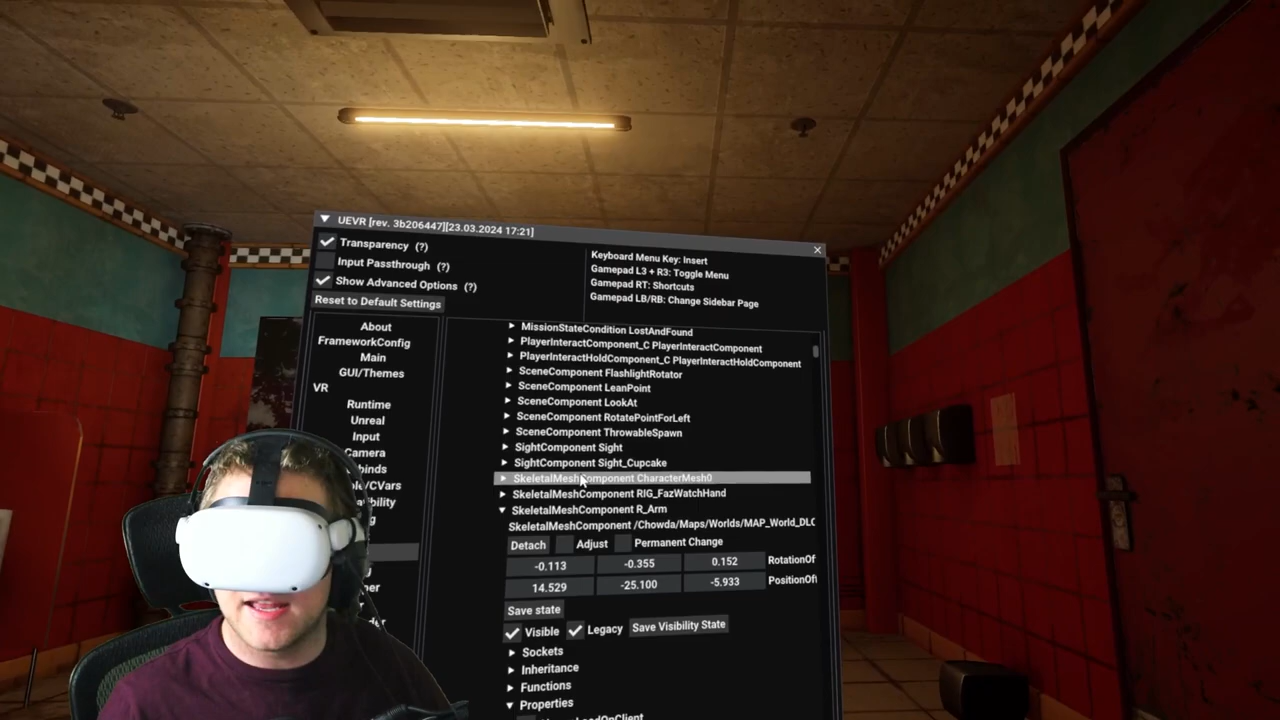 UEVR [rev. 3b206447][23.03.2024 17:21]
Transparency (?)
Input Passthrough (?)
Show Advanced Options (?)
Reset to Default Settings
Keyboard Menu Key: Insert
Gamepad L3 + R3: Toggle Menu
Gamepad RT: Shortcuts
Gamepad LB/RB: Change Sidebar Page
About
FrameworkConfig
Main
GUI/Themes
VR
Runtime
Unreal
Input
Camera
MissionStateCondition LostAndFound
PlayerInteractComponent_C PlayerInteractComponent
PlayerInteractHoldComponent_C PlayerInteractHoldComponent
SceneComponent FlashlightRotator
SceneComponent LeanPoint
SceneComponent LookAt
SceneComponent RotatePointForLeft
SceneComponent ThrowableSpawn
SightComponent Sight
SightComponent Sight_Cupcake
SkeletalMeshComponent CharacterMesh0
SkeletalMeshComponent RIG_FazWatchHand
SkeletalMeshComponent R_Arm
SkeletalMeshComponent /Chowda/Maps/Worlds/MAP_World_DLC
Detach Adjust Permanent Change
-0.113 -0.355 0.152 RotationOf
14.529 -25.100 -5.933 PositionOf
Save state
Visible Legacy Save Visibility State
Sockets
Inheritance
Functions
Properties